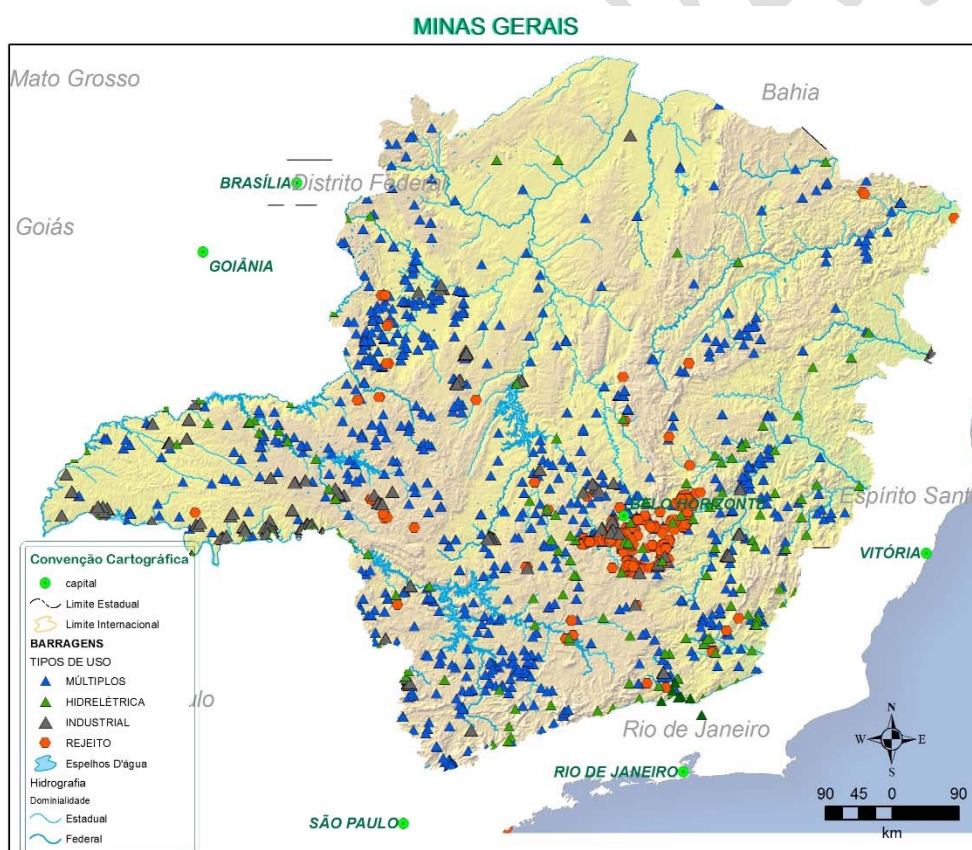 MINAS GERAIS
Mato Grosso
Bahia
BRASÍLIA
Distrito Federal
Goiás
GOIÂNIA
BELO HORIZONTE
Espírito Sant
VITÓRIA
Convenção Cartográfica
capital
Limite Estadual
Limite Internacional
BARRAGENS
TIPOS DE USO
MÚLTIPLOS
HIDRELÉTRICA
INDUSTRIAL
REJEITO
Espelhos D'água
Hidrografia
Dominialidade
Estadual
Federal
ulo
Rio de Janeiro
RIO DE JANEIRO
SÃO PAULO
N
W
E
S
90 45 0 90
km